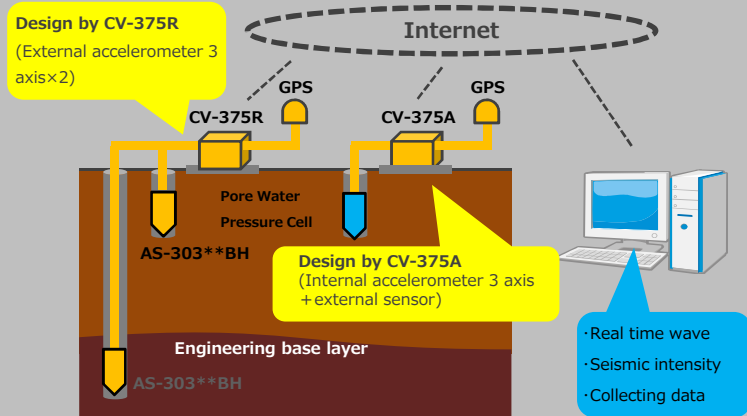 Design by CV-375R
(External accelerometer 3
axis×2)
Internet
GPS
GPS
CV-375R
CV-375A
Pore Water
Pressure Cell
AS-303**BH
Design by CV-375A
(Internal accelerometer 3 axis
+external sensor)
Engineering base layer
AS-303**BH
·Real time wave
·Seismic intensity
·Collecting data